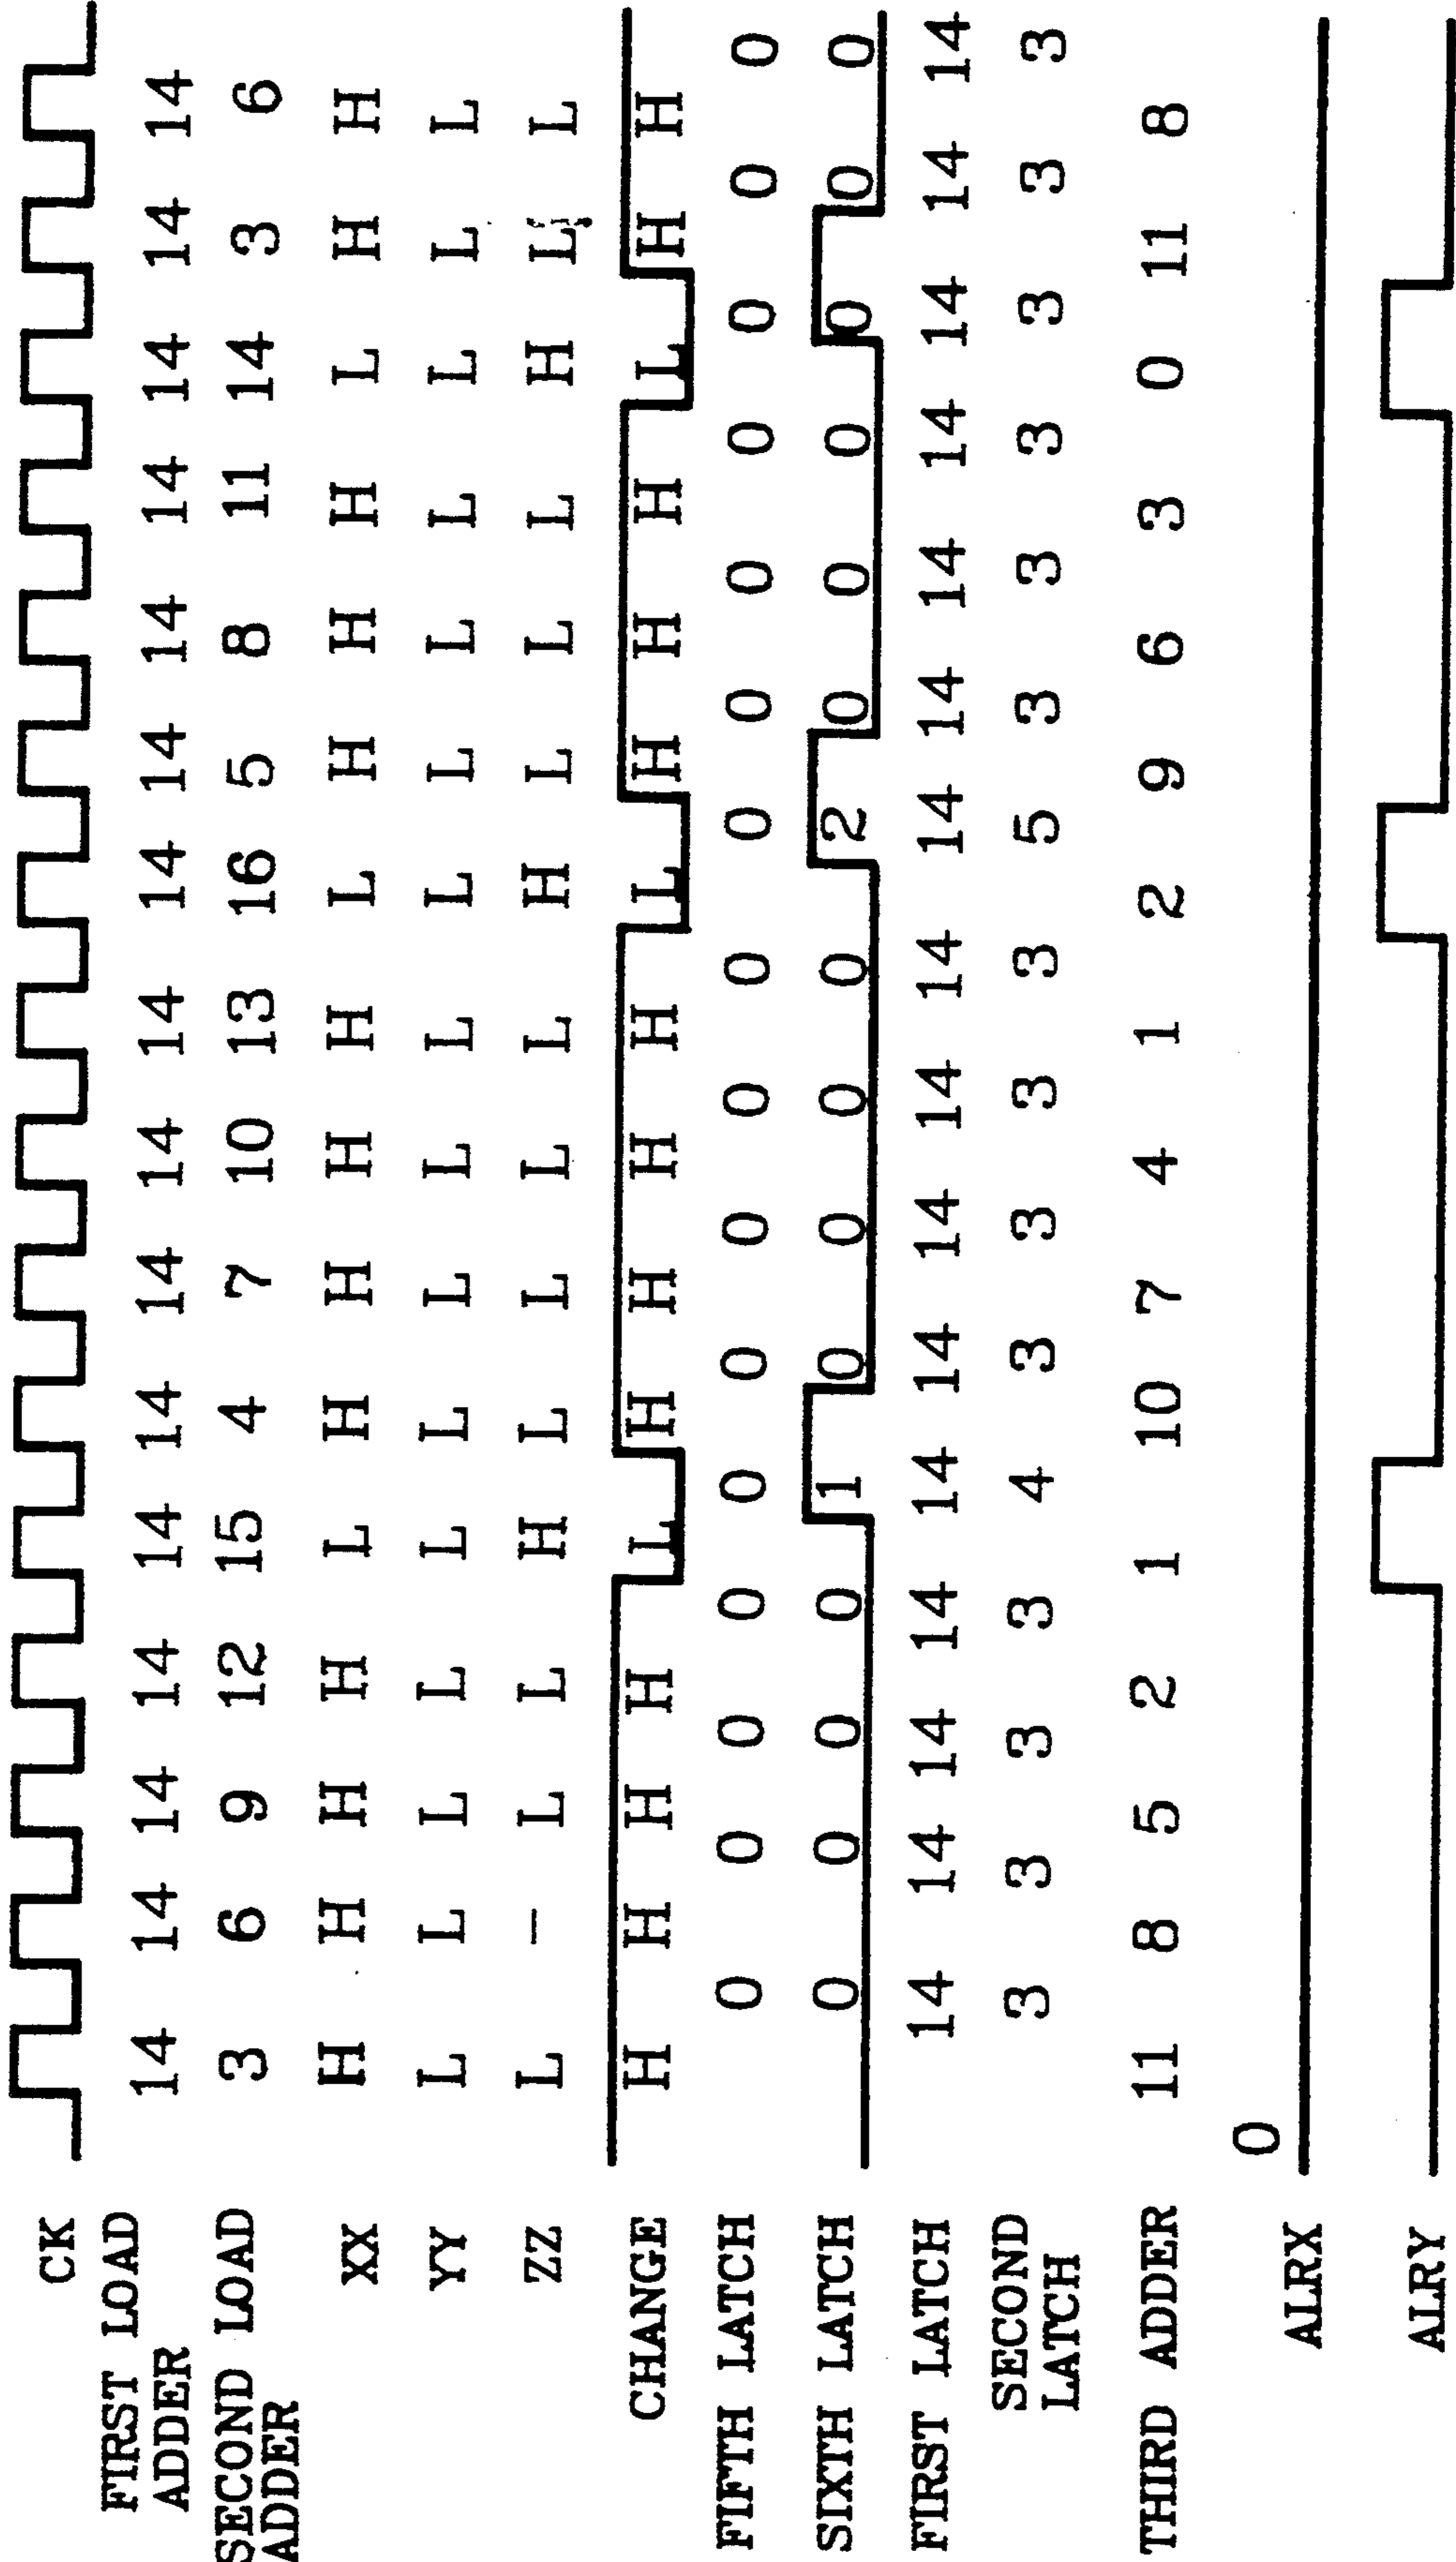 CK
FIRST LOAD
ADDER 14 14 14 14 14 14 14 14 14 14 14 14 14 14 14 14
SECOND LOAD
ADDER 3 6 9 12 15 4 7 10 13 16 5 8 11 14 3 6
XX H H H H L H H H H L H H H L H H
YY L L L L L L L L L L L L L L L L
ZZ L – L L H L L L L H L L L H L L
CHANGE H H H H L H H H H L H H H L H H
FIFTH LATCH 0 0 0 0 0 0 0 0 0 0 0 0 0 0 0 0
SIXTH LATCH 0 0 0 0 1 0 0 0 0 2 0 0 0 0 0 0
FIRST LATCH 14 14 14 14 14 14 14 14 14 14 14 14 14 14 14 14
SECOND
LATCH 3 3 3 3 4 3 3 3 3 5 3 3 3 3 3 3
THIRD ADDER 11 8 5 2 1 10 7 4 1 2 9 6 3 0 11 8
ALRX 0
ALRY